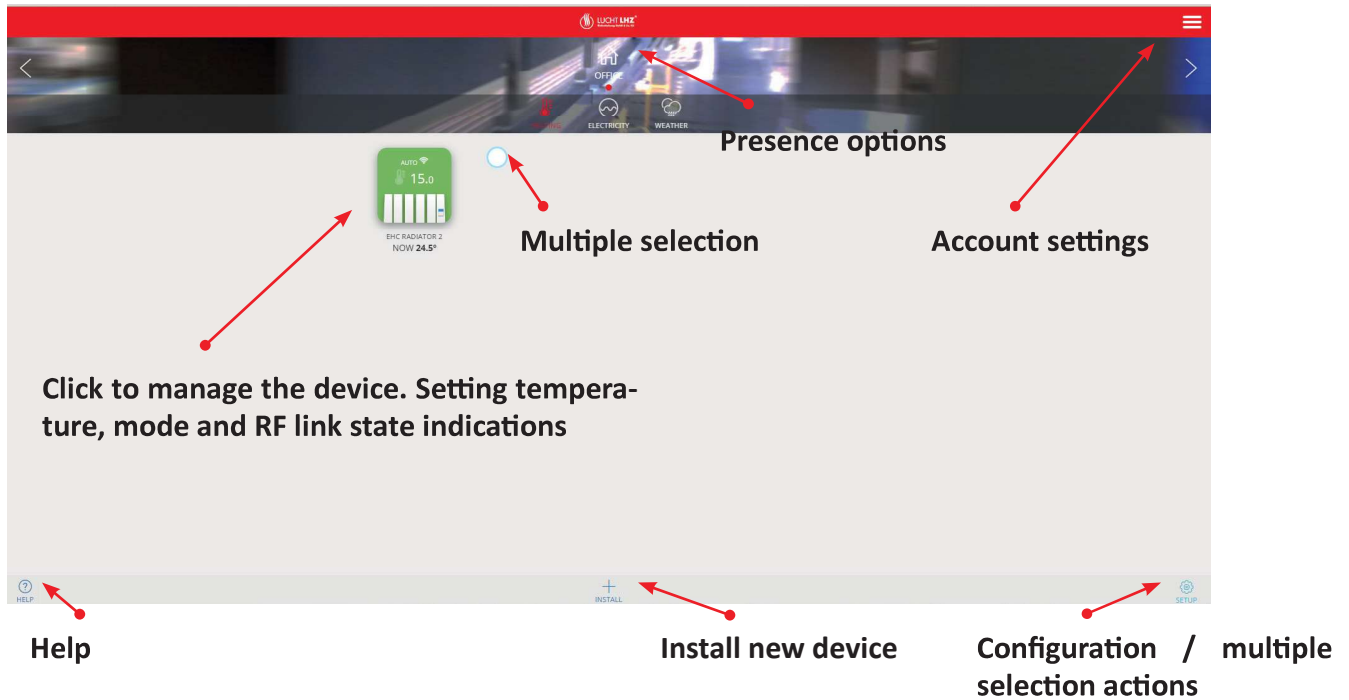 LUCHT LHZ
OFFICE
ELECTRICITY
WEATHER
Presence options
AUTO
15.0
EHC RADIATOR 2
NOW 24.5°
Multiple selection
Account settings
Click to manage the device. Setting tempera-
ture, mode and RF link state indications
HELP
INSTALL
SETUP
Help
Install new device
Configuration / multiple
selection actions